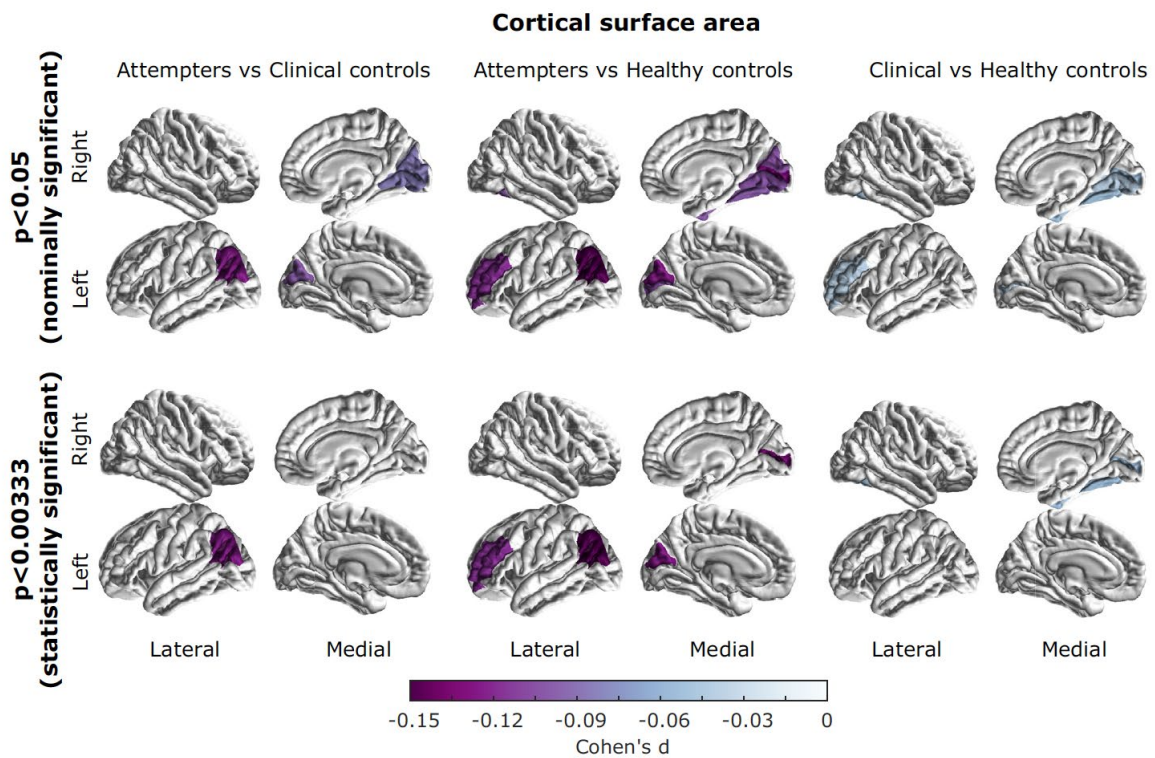 Cortical surface area
Attempters vs Clinical controls
Attempters vs Healthy controls
Clinical vs Healthy controls
p<0.05
(nominally significant)
Right
Left
p<0.00333
(statistically significant)
Right
Left
Lateral
Medial
Lateral
Medial
Lateral
Medial
-0.15
-0.12
-0.09
-0.06
-0.03
0
Cohen's d